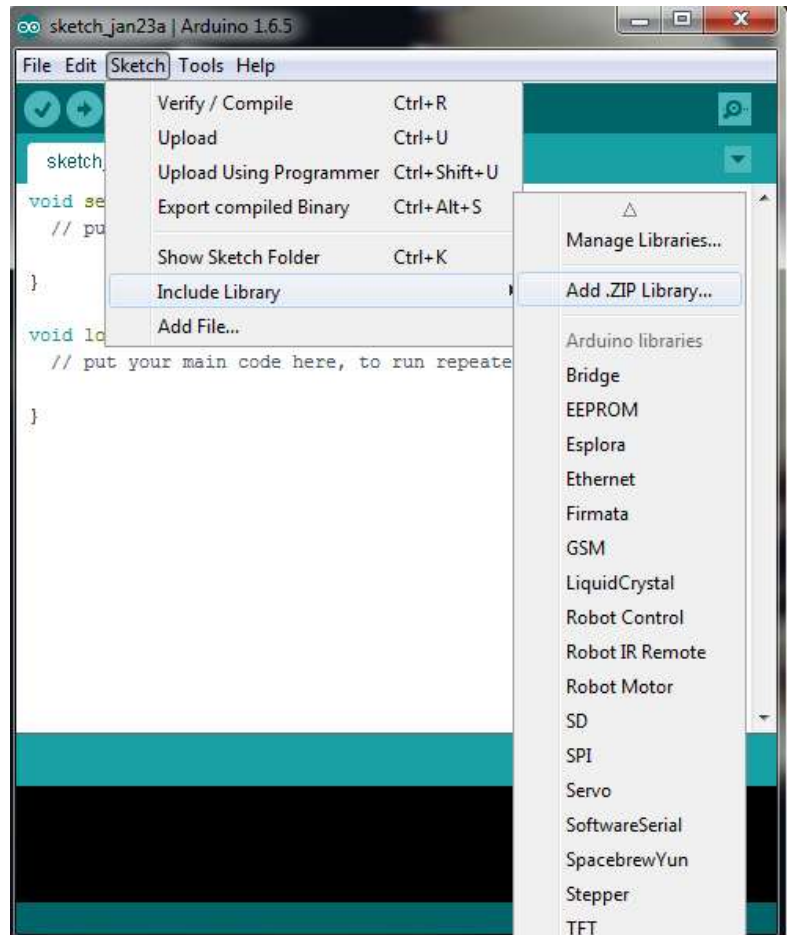 sketch_jan23a | Arduino 1.6.5
File Edit Sketch Tools Help
Verify / Compile Ctrl+R
Upload Ctrl+U
Upload Using Programmer Ctrl+Shift+U
Export compiled Binary Ctrl+Alt+S
Show Sketch Folder Ctrl+K
Include Library
Add File...
Manage Libraries...
Add .ZIP Library...
Arduino libraries
Bridge
EEPROM
Esplora
Ethernet
Firmata
GSM
LiquidCrystal
Robot Control
Robot IR Remote
Robot Motor
SD
SPI
Servo
SoftwareSerial
SpacebrewYun
Stepper
TFT
sketch_
void se
// pu
}
void lo
// put your main code here, to run repeate
}